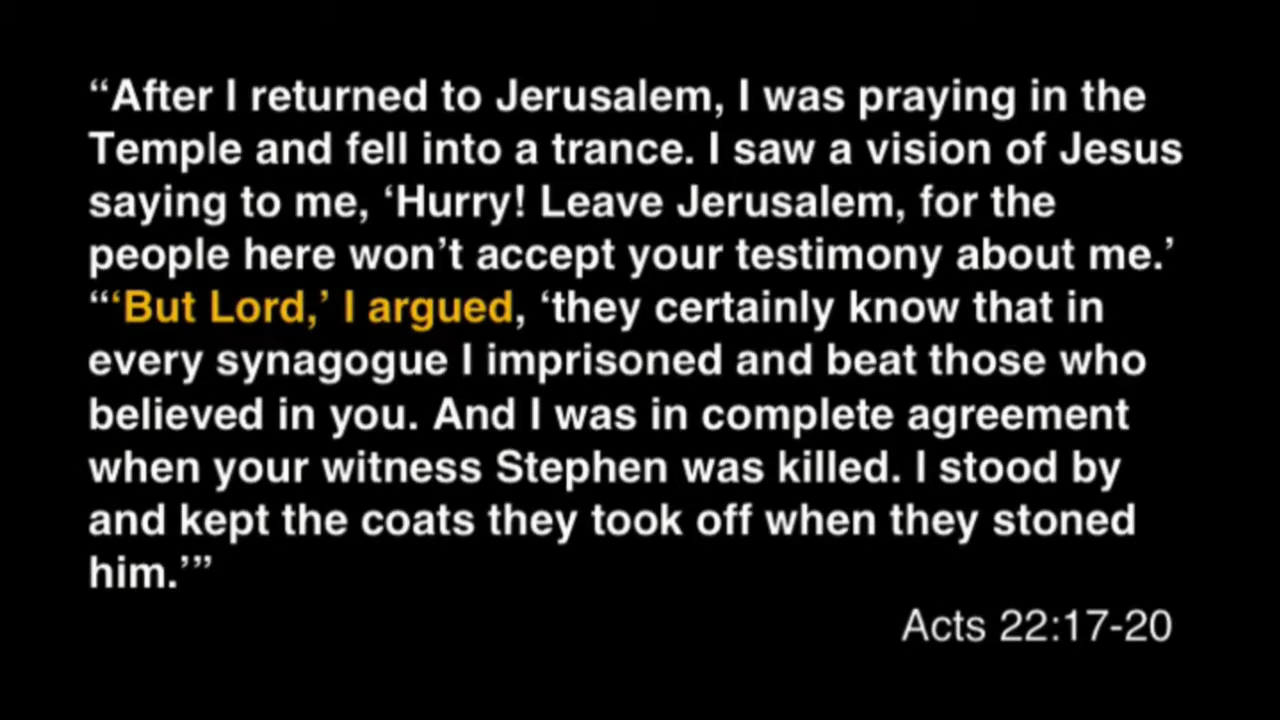 “After I returned to Jerusalem, I was praying in the
Temple and fell into a trance. I saw a vision of Jesus
saying to me, ‘Hurry! Leave Jerusalem, for the
people here won’t accept your testimony about me.’
“‘But Lord,’ I argued, ‘they certainly know that in
every synagogue I imprisoned and beat those who
believed in you. And I was in complete agreement
when your witness Stephen was killed. I stood by
and kept the coats they took off when they stoned
him.’”
Acts 22:17-20